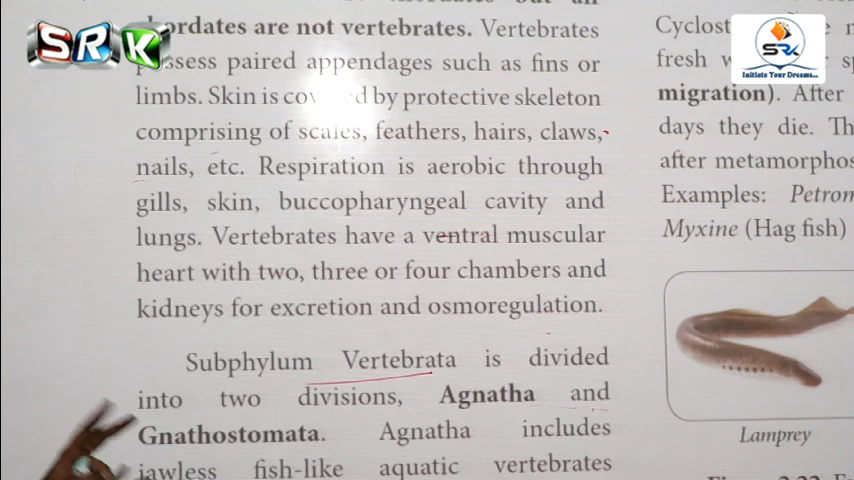 SRK
SRK
Initiate Your Dreams...
hordates are not vertebrates. Vertebrates
possess paired appendages such as fins or
limbs. Skin is covered by protective skeleton
comprising of scales, feathers, hairs, claws,
nails, etc. Respiration is aerobic through
gills, skin, buccopharyngeal cavity and
lungs. Vertebrates have a ventral muscular
heart with two, three or four chambers and
kidneys for excretion and osmoregulation.
Subphylum Vertebrata is divided
into two divisions, Agnatha and
Gnathostomata. Agnatha includes
jawless fish-like aquatic vertebrates
Cyclost
fresh
migration). After
days they die. Th
after metamorphos
Examples: Petrom
Myxine (Hag fish)
Lamprey